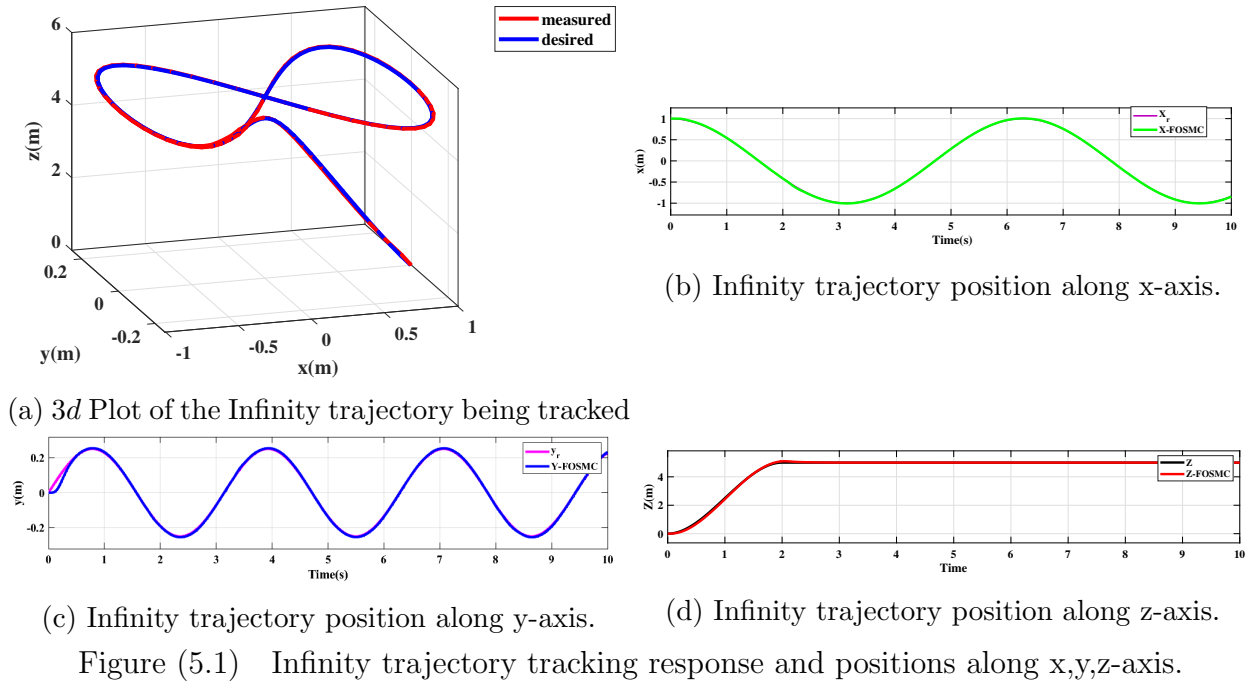 6
4
2
0
z(m)
0.2
0
-0.2
y(m)
-1
-0.5
0
0.5
1
x(m)
measured
desired
(a) 3d Plot of the Infinity trajectory being tracked
1
0.5
0
-0.5
-1
x(m)
X_r
X-FOSMC
0 1 2 3 4 5 6 7 8 9 10
Time(s)
(b) Infinity trajectory position along x-axis.
0.2
0
-0.2
y(m)
y_r
Y-FOSMC
0 1 2 3 4 5 6 7 8 9 10
Time(s)
(c) Infinity trajectory position along y-axis.
4
2
0
Z(m)
Z
Z-FOSMC
0 1 2 3 4 5 6 7 8 9 10
Time
(d) Infinity trajectory position along z-axis.
Figure (5.1) Infinity trajectory tracking response and positions along x,y,z-axis.